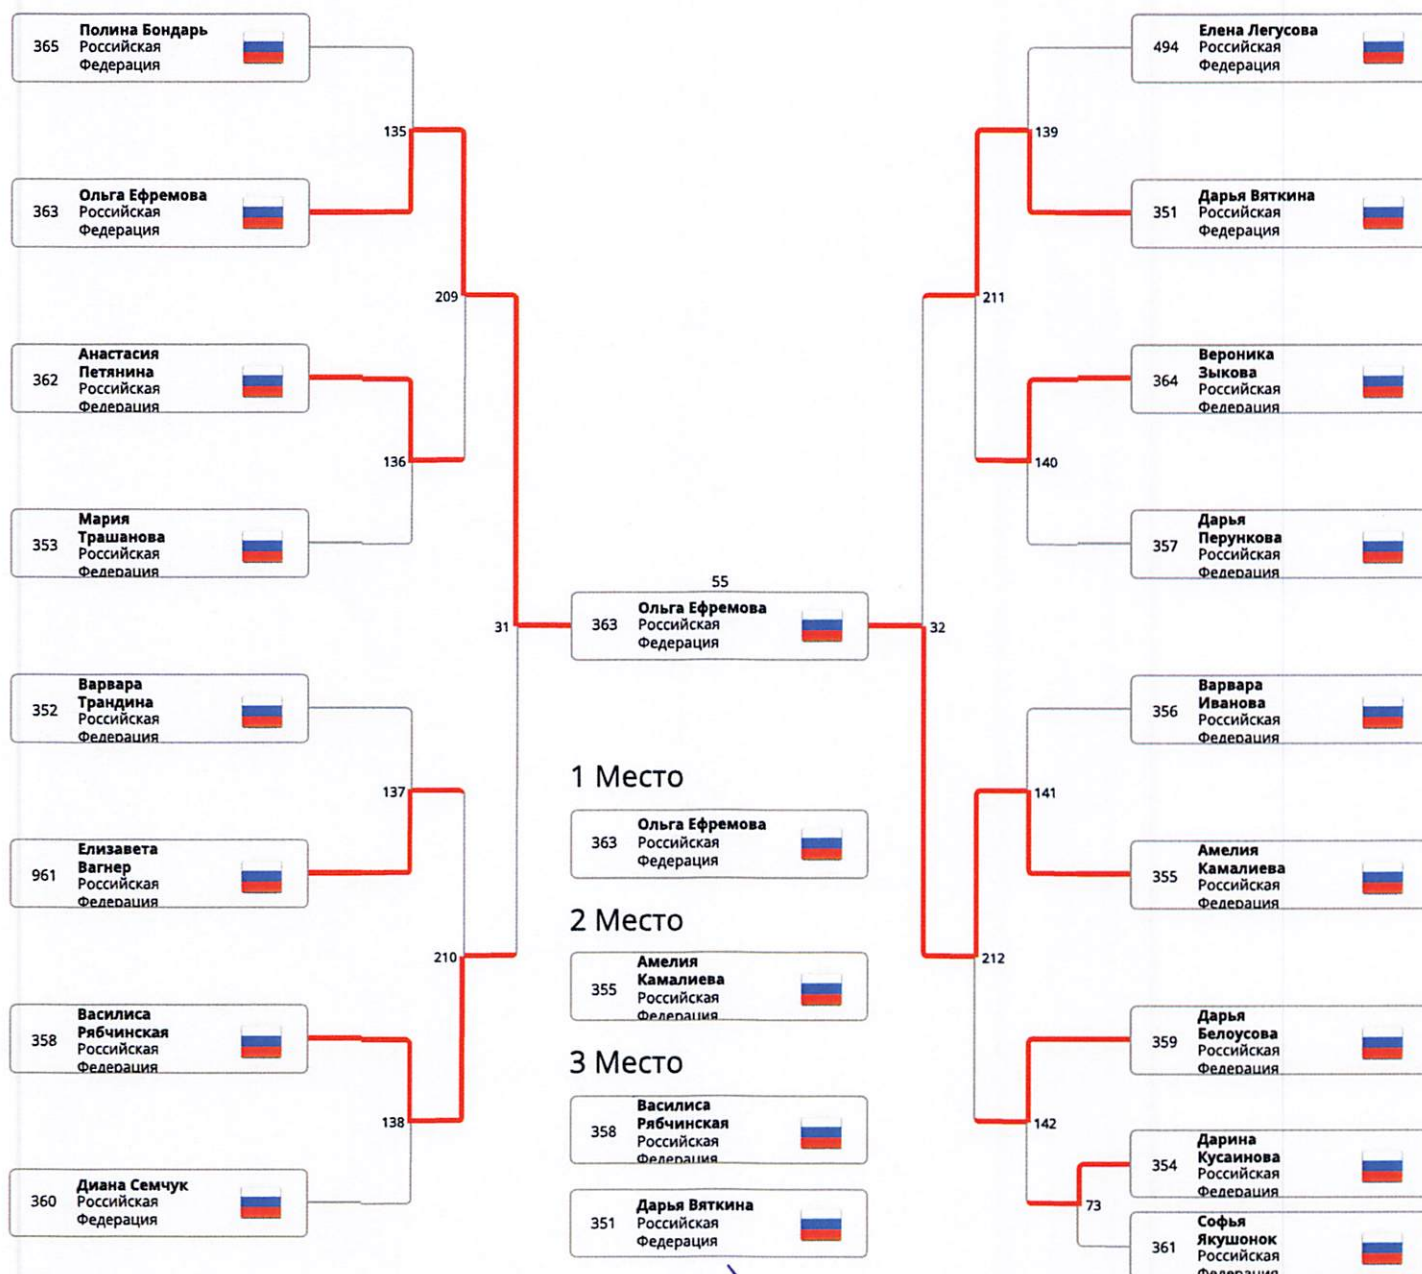 365
Полина Бондарь
Российская
Федерация
135
363
Ольга Ефремова
Российская
Федерация
209
362
Анастасия
Петянина
Российская
Федерация
136
353
Мария
Трашанова
Российская
Федерация
31
352
Варвара
Трандина
Российская
Федерация
137
961
Елизавета
Вагнер
Российская
Федерация
210
358
Василиса
Рябчинская
Российская
Федерация
138
360
Диана Семчук
Российская
Федерация
55
363
Ольга Ефремова
Российская
Федерация
1 Место
363
Ольга Ефремова
Российская
Федерация
2 Место
355
Амелия
Камалиева
Российская
Федерация
3 Место
358
Василиса
Рябчинская
Российская
Федерация
351
Дарья Вяткина
Российская
Федерация
494
Елена Легусова
Российская
Федерация
139
351
Дарья Вяткина
Российская
Федерация
211
364
Вероника
Зыкова
Российская
Федерация
140
357
Дарья
Перункова
Российская
Федерация
32
356
Варвара
Иванова
Российская
Федерация
141
355
Амелия
Камалиева
Российская
Федерация
212
359
Дарья
Белоусова
Российская
Федерация
142
354
Дарина
Кусаинова
Российская
Федерация
73
361
Софья
Якушонок
Российская
Федерация